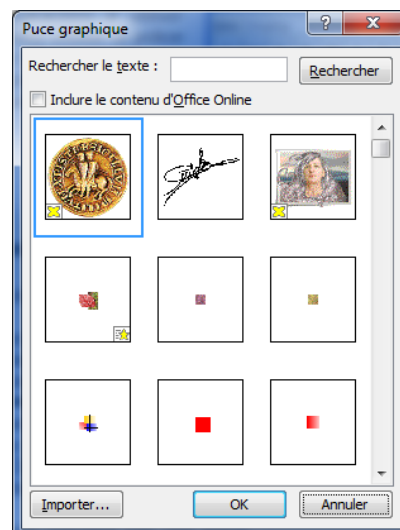 Puce graphique
Rechercher le texte :
Rechercher
Inclure le contenu d'Office Online
Importer...
OK
Annuler